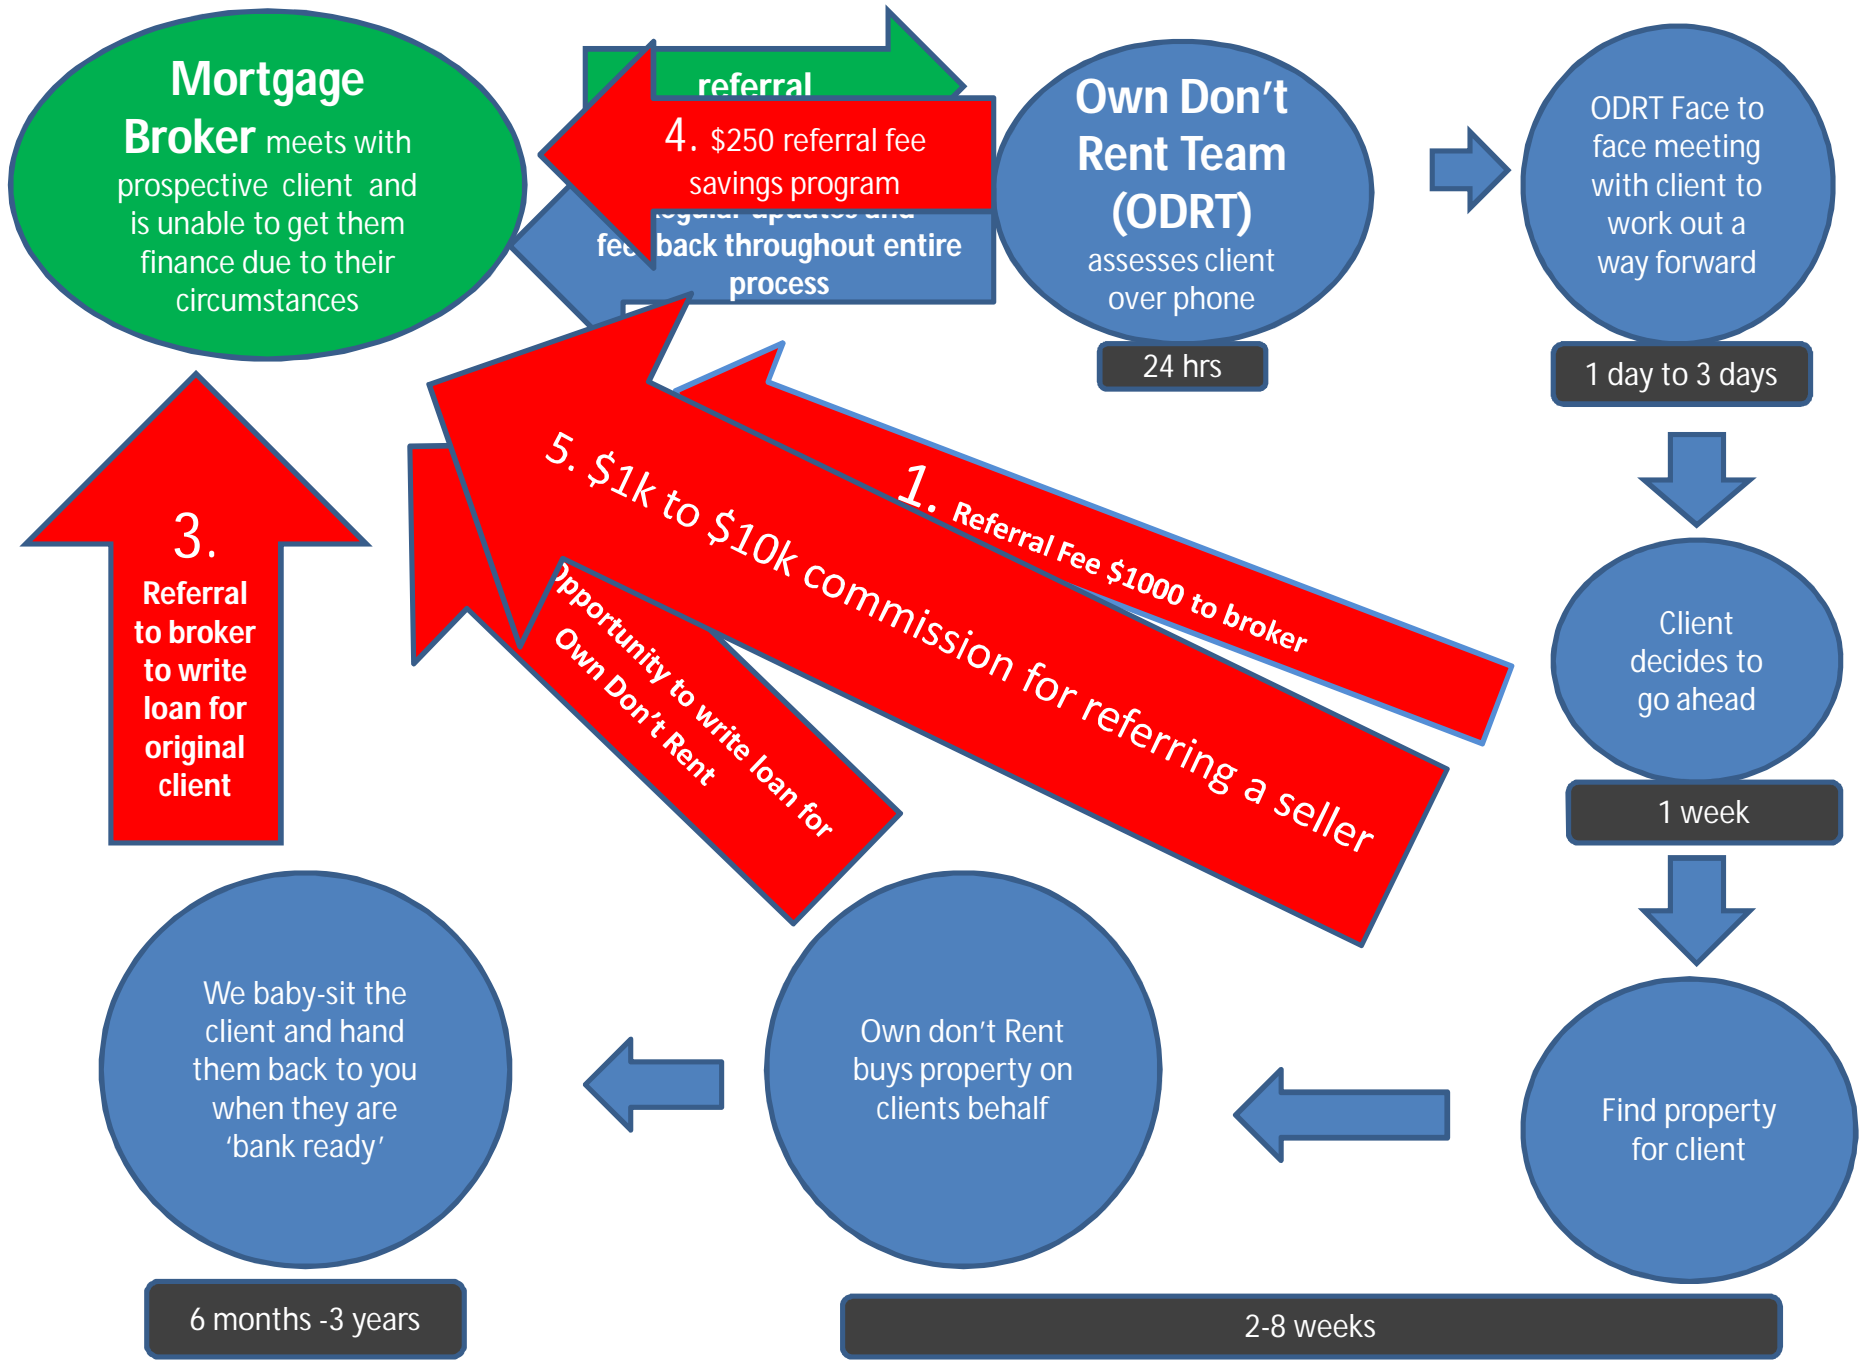 Mortgage
Broker meets with
prospective client and
is unable to get them
finance due to their
circumstances
referral
4. $250 referral fee
savings program
updates and
back throughout entire
process
Own Don't
Rent Team
(ODRT)
assesses client
over phone
24 hrs
ODRT Face to
face meeting
with client to
work out a
way forward
1 day to 3 days
Client
decides to
go ahead
1 week
1. Referral Fee $1000 to broker
5. $1k to $10k commission for referring a seller
Opportunity to write loan for
Own Don't Rent
3.
Referral
to broker
to write
loan for
original
client
Find property
for client
Own don't Rent
buys property on
clients behalf
2-8 weeks
We baby-sit the
client and hand
them back to you
when they are
‘bank ready’
6 months -3 years